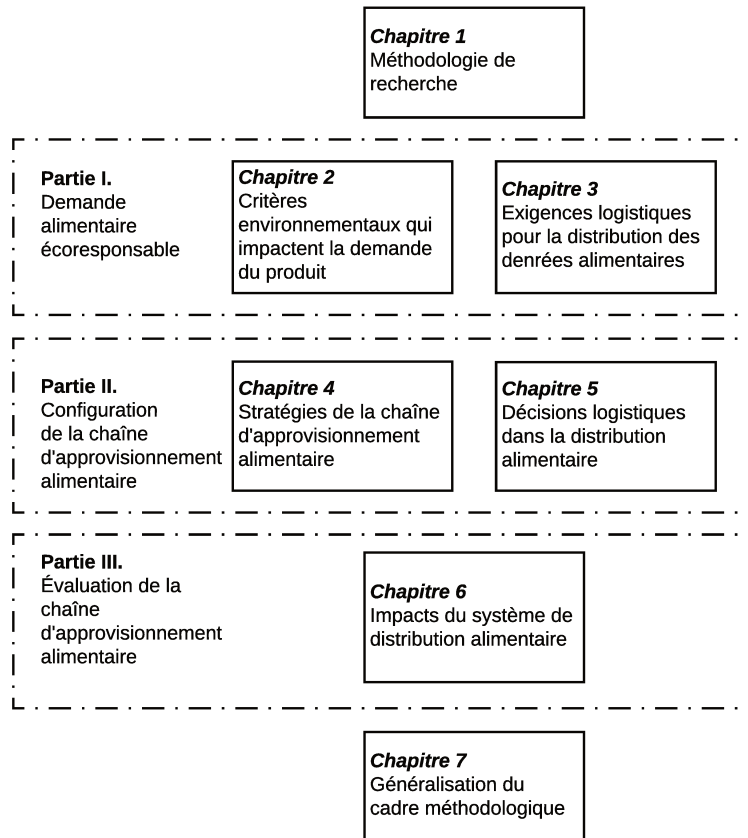 Chapitre 1
Méthodologie de
recherche
Partie I.
Demande
alimentaire
écoresponsable
Chapitre 2
Critères
environnementaux qui
impactent la demande
du produit
Chapitre 3
Exigences logistiques
pour la distribution des
denrées alimentaires
Partie II.
Configuration
de la chaîne
d'approvisionnement
alimentaire
Chapitre 4
Stratégies de la chaîne
d'approvisionnement
alimentaire
Chapitre 5
Décisions logistiques
dans la distribution
alimentaire
Partie III.
Évaluation de la
chaîne
d'approvisionnement
alimentaire
Chapitre 6
Impacts du système de
distribution alimentaire
Chapitre 7
Généralisation du
cadre méthodologique